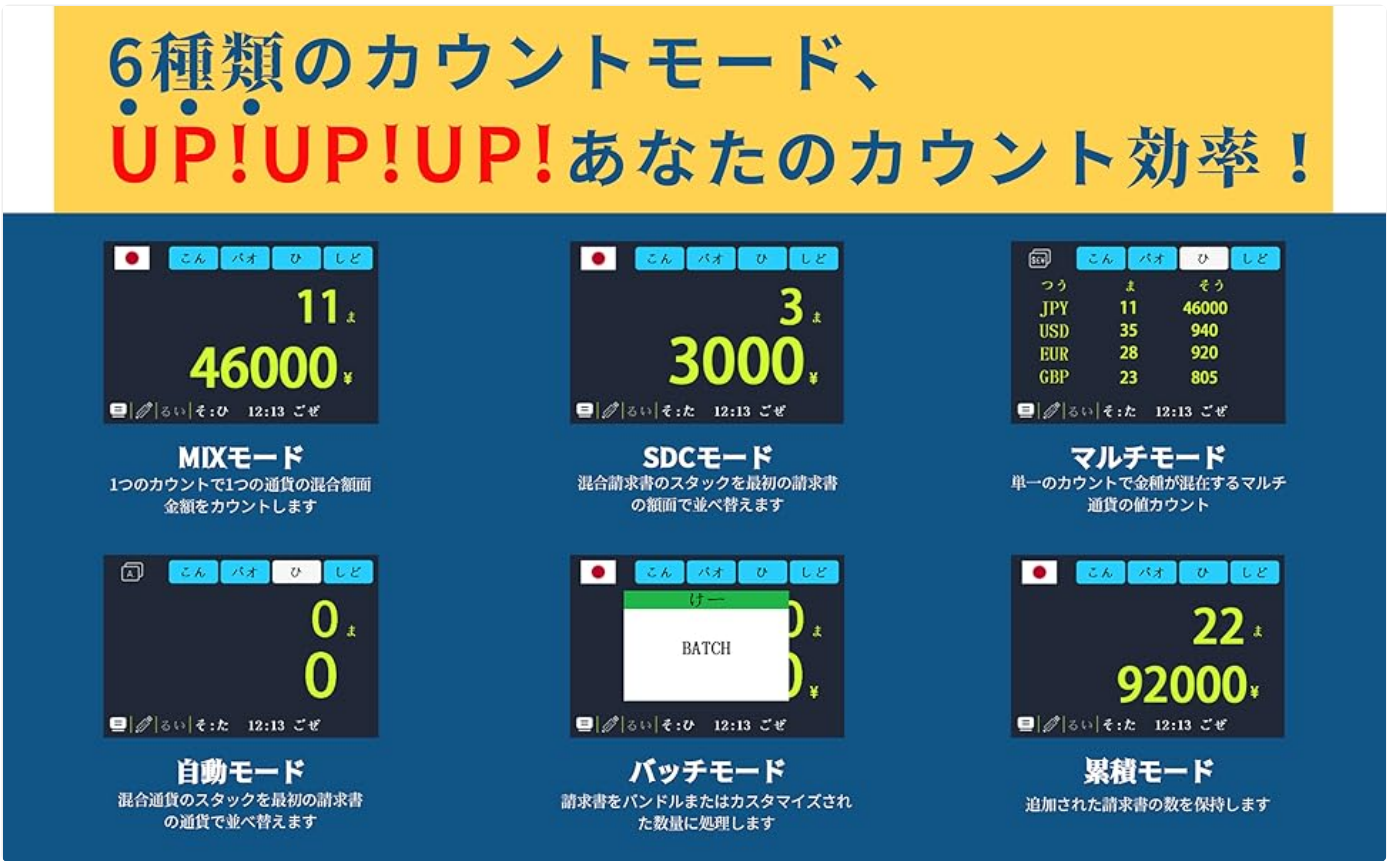 6種類のカウントモード、
UP!UP!UP!あなたのカウント効率！
こん パオ ひ しど
11 ま
46000 ¥
るい そ:ひ 12:13 ごぜ
MIXモード
1つのカウントで1つの通貨の混合額面
金額をカウントします
こん パオ ひ しど
3 ま
3000 ¥
るい そ:た 12:13 ごぜ
SDCモード
混合請求書のスタックを最初の請求書
の額面で並べ替えます
こん パオ ひ しど
つう ま そう
JPY 11 46000
USD 35 940
EUR 28 920
GBP 23 805
るい そ:た 12:13 ごぜ
マルチモード
単一のカウントで金種が混在するマルチ
通貨の値カウント
A こん パオ ひ しど
0 ま
0
るい そ:た 12:13 ごぜ
自動モード
混合通貨のスタックを最初の請求書
の通貨で並べ替えます
こん パオ ひ しど
けー
0 ま
BATCH
0 ¥
るい そ:ひ 12:13 ごぜ
バッチモード
請求書をバンドルまたはカスタマイズされ
た数量に処理します
こん パオ ひ しど
22 ま
92000 ¥
るい そ:た 12:13 ごぜ
累積モード
追加された請求書の数を保持します